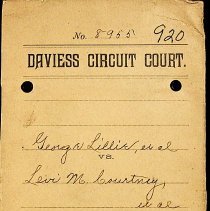 No. 8955 920
DAVIESS CIRCUIT COURT.
George Lillis, et al
VS.
Levi M. Courtney,
et al